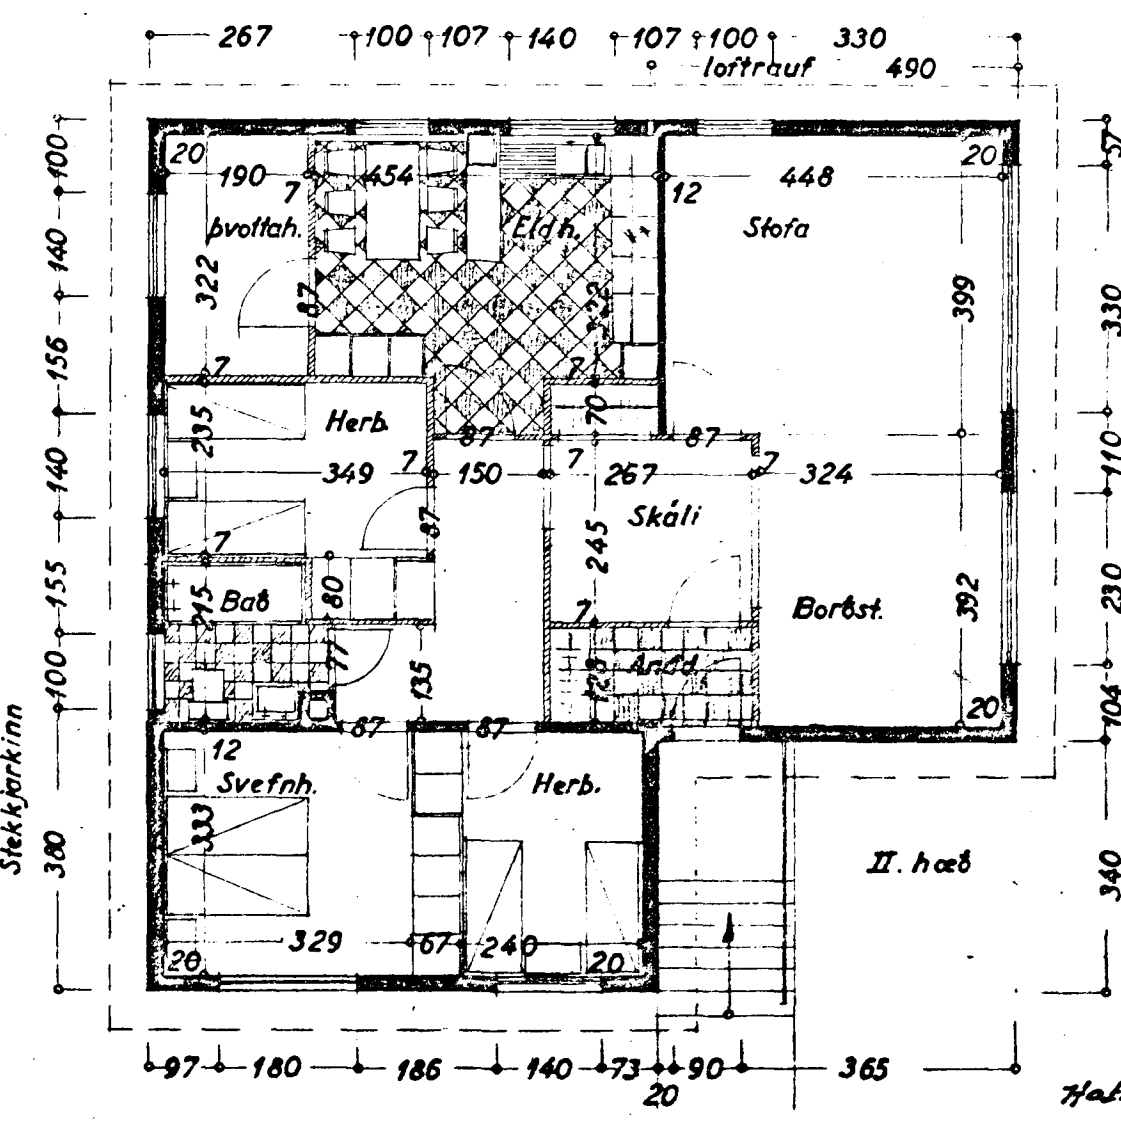 267 100 107 140 107 100 330
loftrauf 490
100 140 156 140 155 100 380
57 330 110 230 104 340
20 190 7 454 12 448 20
þvottah. Eldh. Stofa
322 87 322 399
7 7
235 Herb. 70
87 87
349 7 150 7 267 7 324
87 Skáli
7 245
215 Bað 80 7 392 Borðst.
77 135 128 Andd.
20
87 87
12
Svefnh. Herb.
333
II. hæð
329 67 240
20 20
Stekkjarkinn
97 180 186 140 73 90 365
20